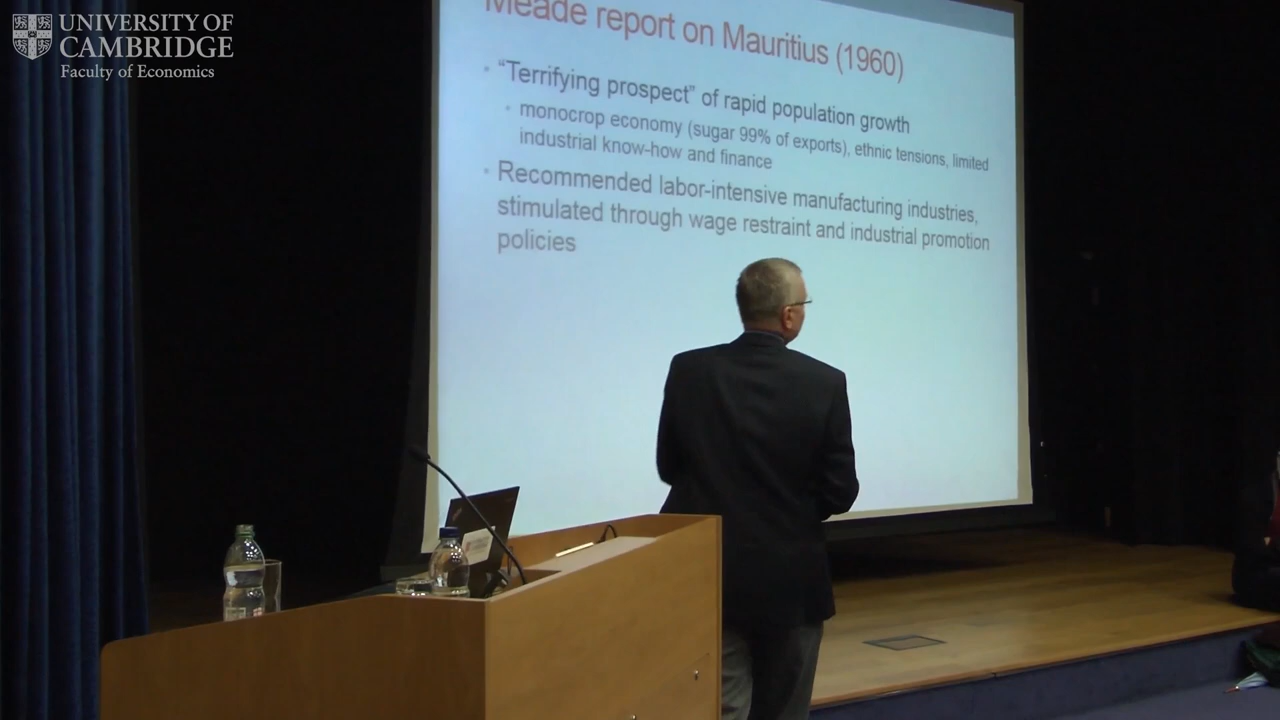 UNIVERSITY OF
CAMBRIDGE
Faculty of Economics
Meade report on Mauritius (1960)
"Terrifying prospect" of rapid population growth
monocrop economy (sugar 99% of exports), ethnic tensions, limited
industrial know-how and finance
Recommended labor-intensive manufacturing industries,
stimulated through wage restraint and industrial promotion
policies